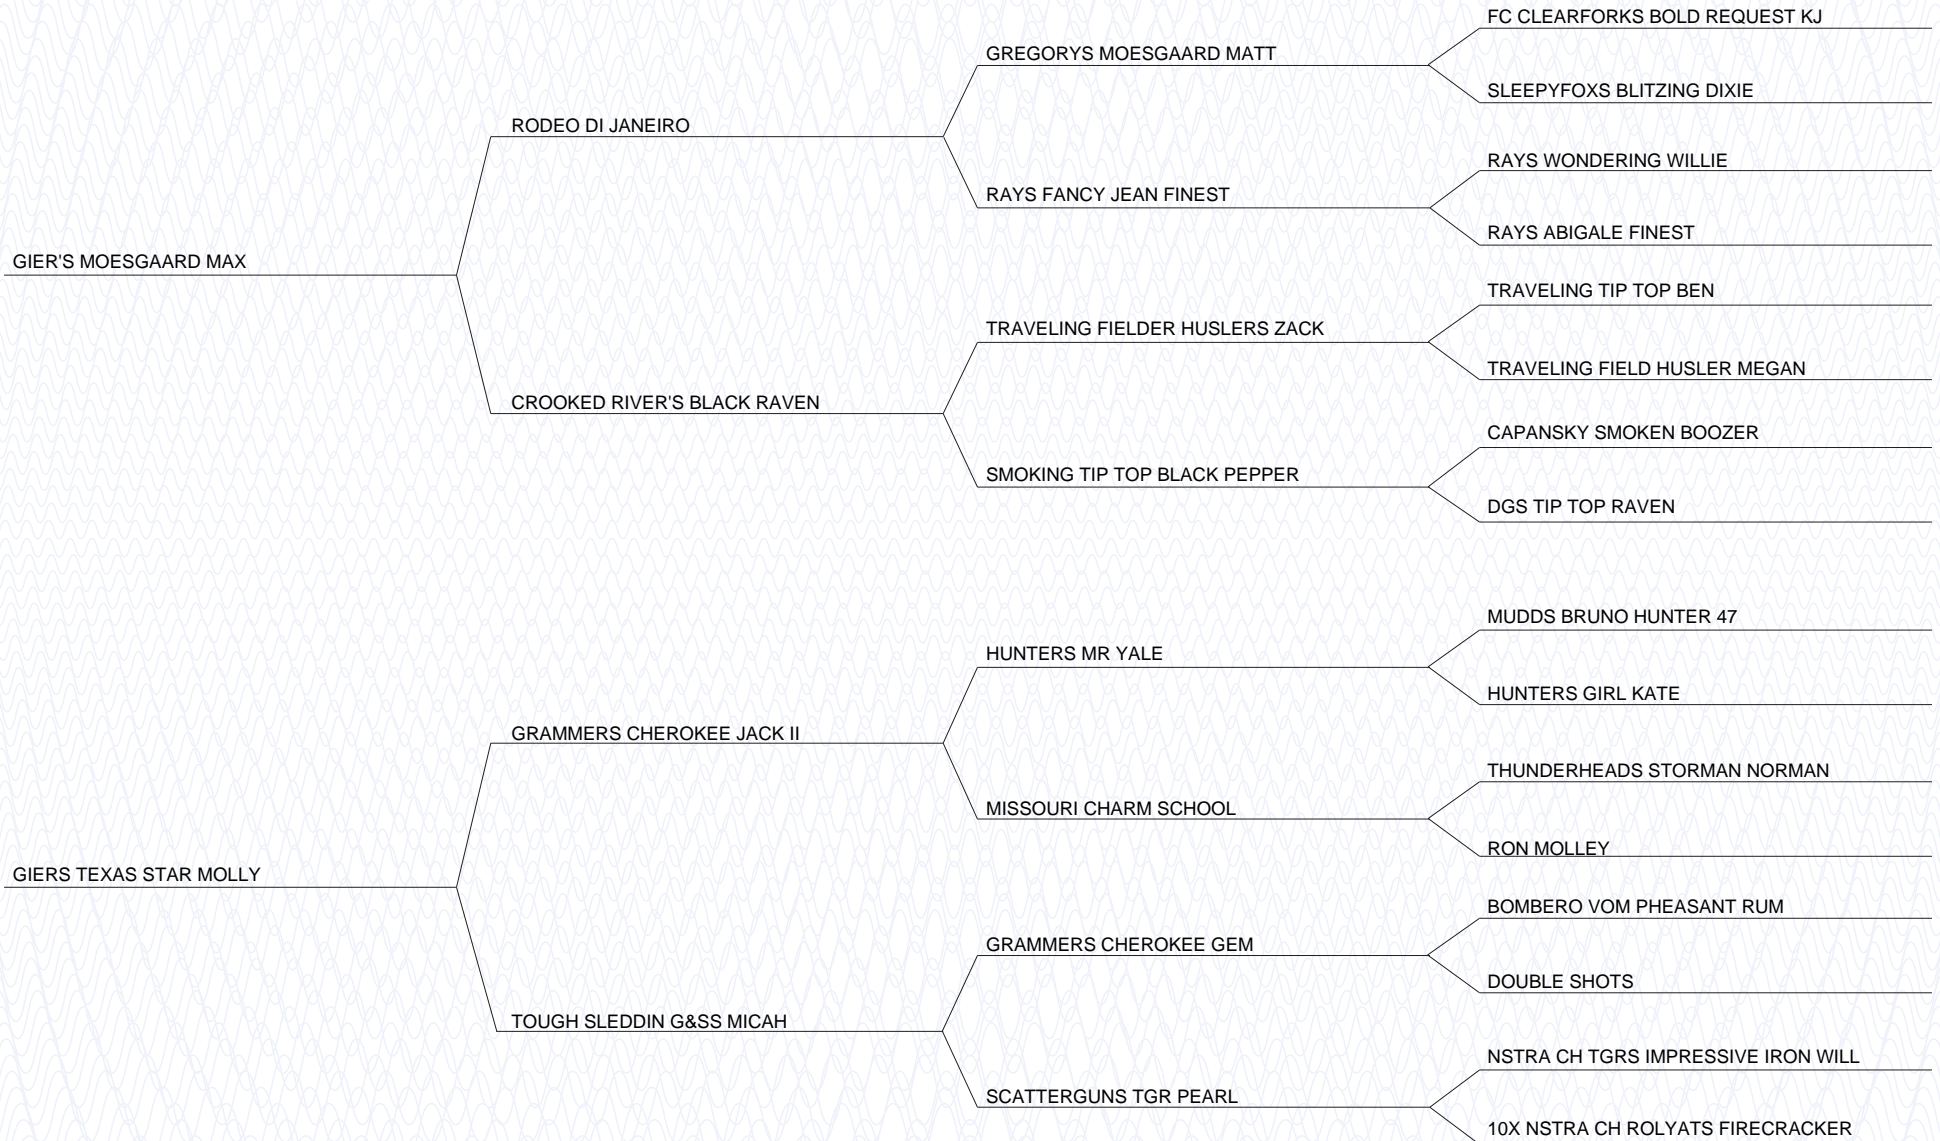 FC CLEARFORKS BOLD REQUEST KJ
GREGORYS MOESGAARD MATT
SLEEPYFOXS BLITZING DIXIE
RODEO DI JANEIRO
RAYS WONDERING WILLIE
RAYS FANCY JEAN FINEST
RAYS ABIGALE FINEST
GIER'S MOESGAARD MAX
TRAVELING TIP TOP BEN
TRAVELING FIELDER HUSLERS ZACK
TRAVELING FIELD HUSLER MEGAN
CROOKED RIVER'S BLACK RAVEN
CAPANSKY SMOKEN BOOZER
SMOKING TIP TOP BLACK PEPPER
DGS TIP TOP RAVEN
MUDDS BRUNO HUNTER 47
HUNTERS MR YALE
HUNTERS GIRL KATE
GRAMMERS CHEROKEE JACK II
THUNDERHEADS STORMAN NORMAN
MISSOURI CHARM SCHOOL
RON MOLLEY
GIERS TEXAS STAR MOLLY
BOMBERO VOM PHEASANT RUM
GRAMMERS CHEROKEE GEM
DOUBLE SHOTS
TOUGH SLEDDIN G&SS MICAH
NSTRA CH TGRS IMPRESSIVE IRON WILL
SCATTERGUNS TGR PEARL
10X NSTRA CH ROLYATS FIRECRACKER